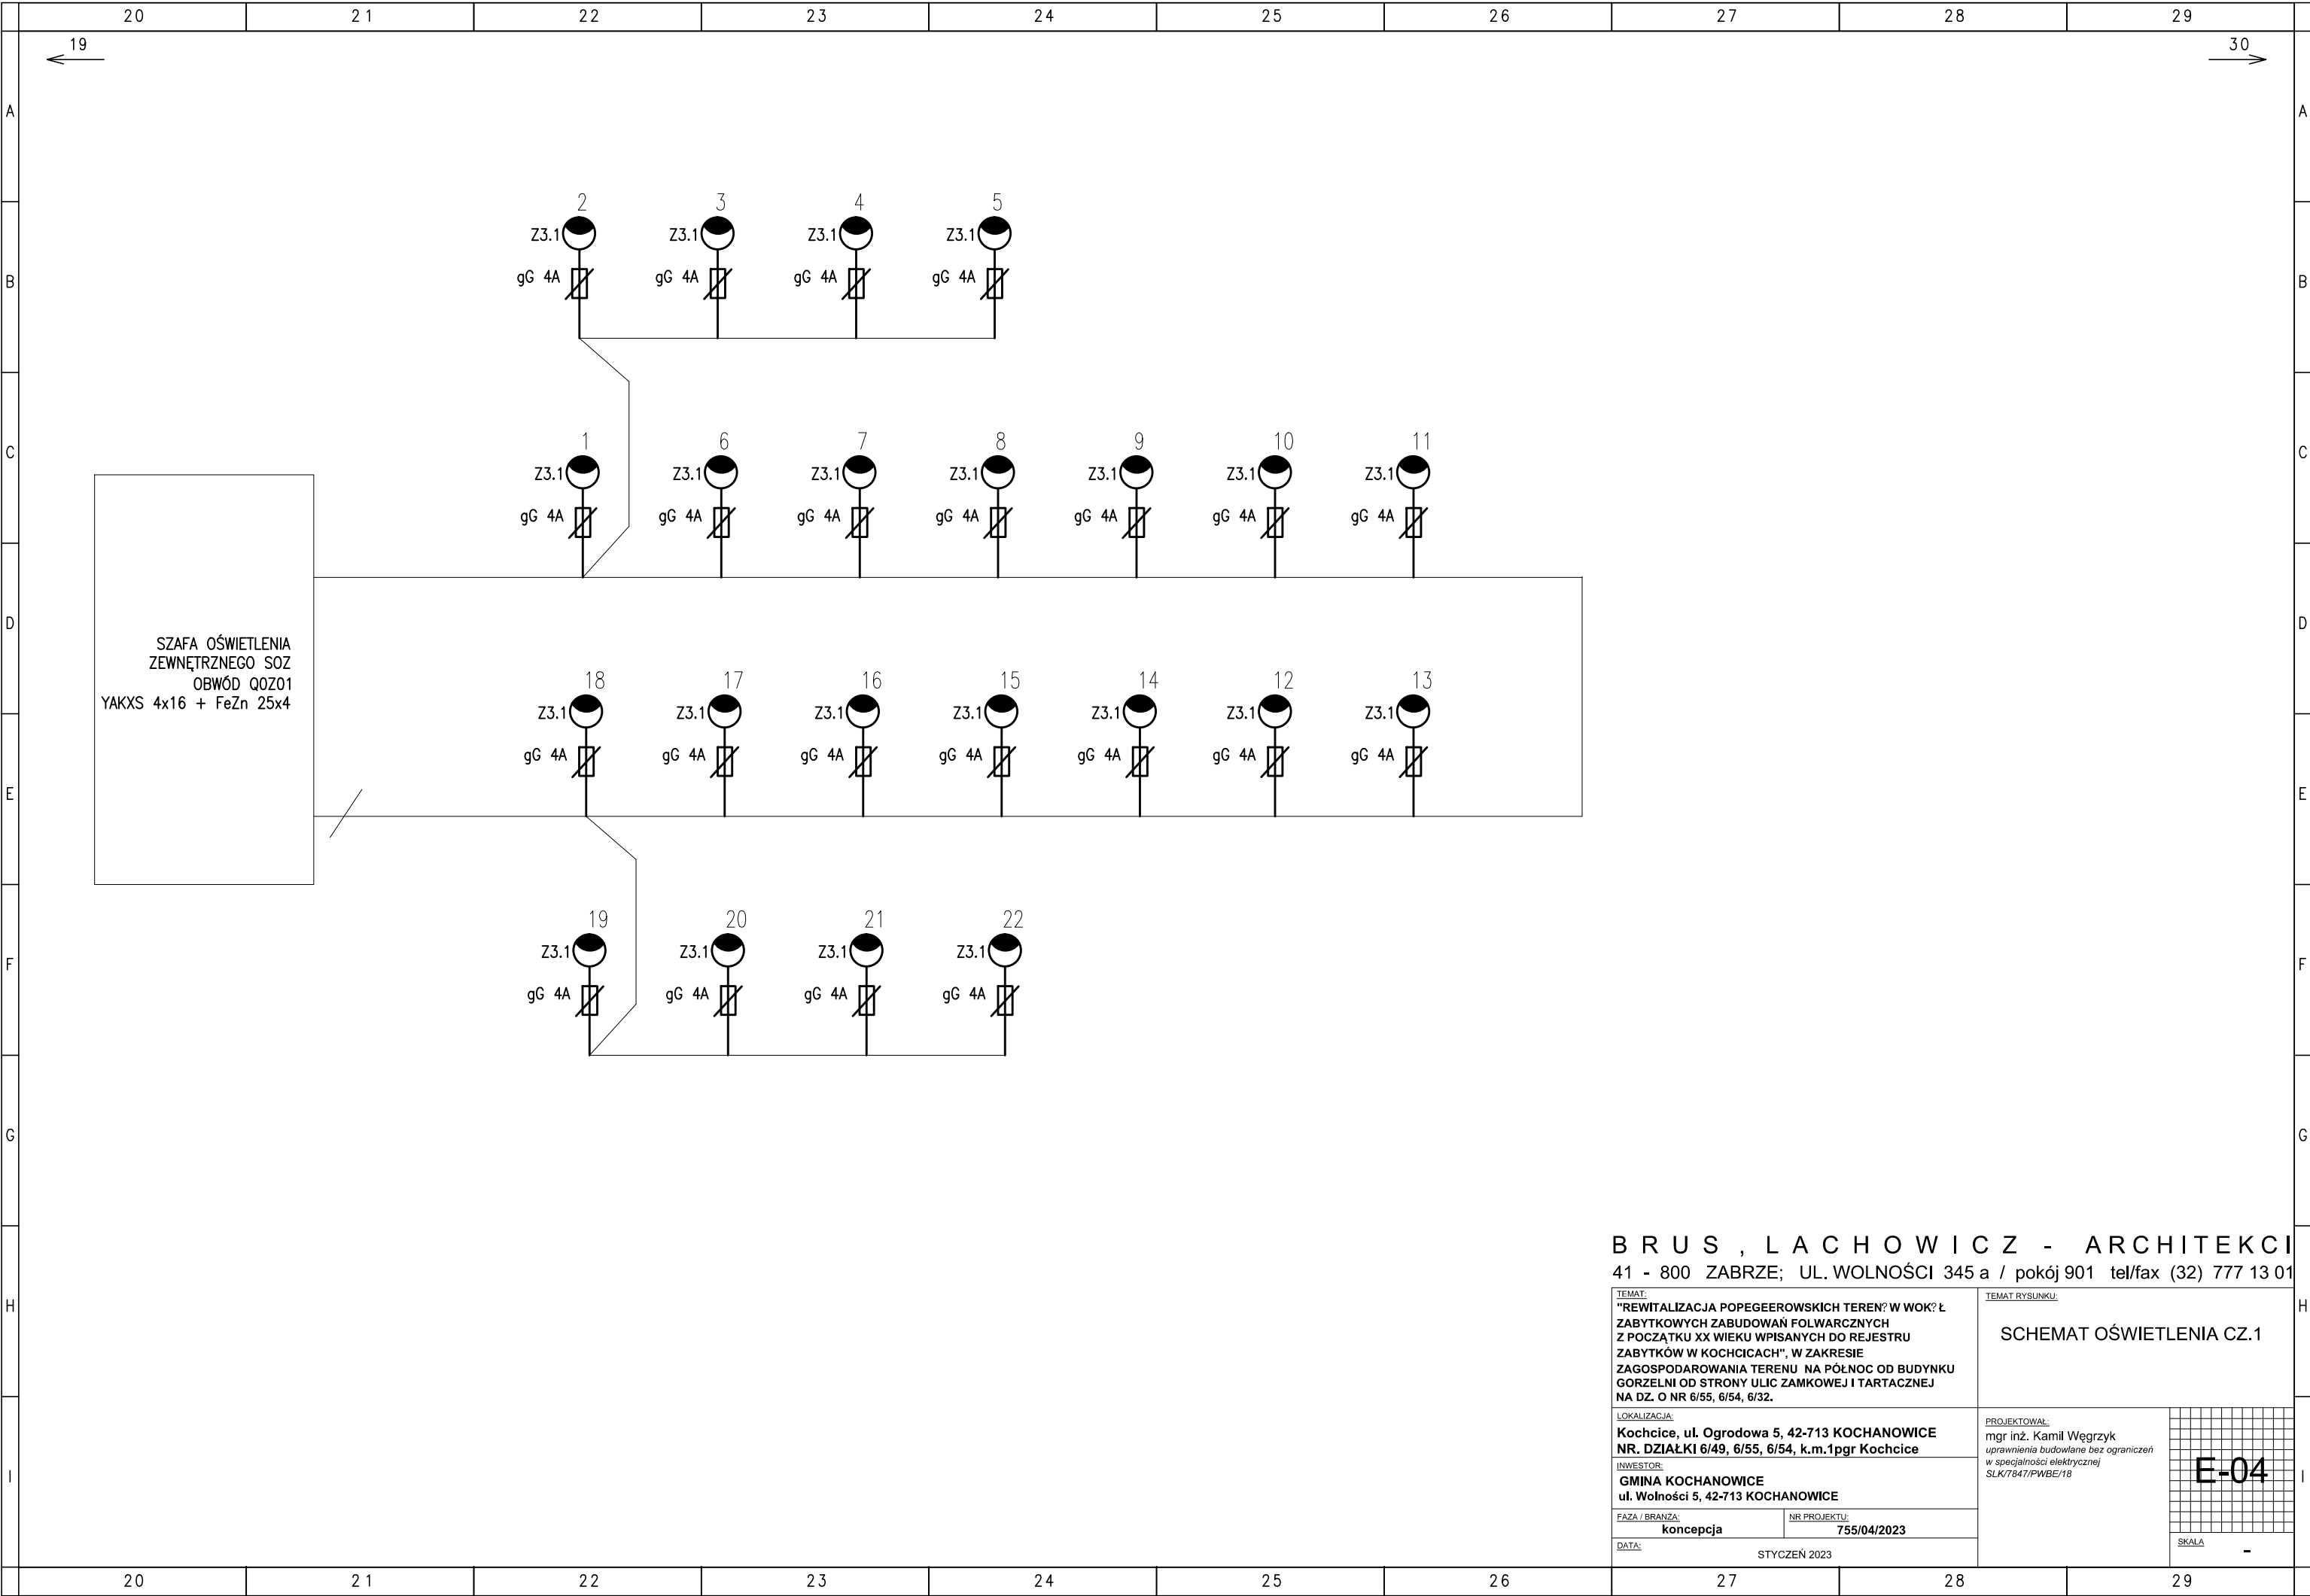 20 21 22 23 24 25 26 27 28 29
19 30
A A
2 3 4 5
Z3.1 Z3.1 Z3.1 Z3.1
B gG 4A gG 4A gG 4A gG 4A B
1 6 7 8 9 10 11
C C
Z3.1 Z3.1 Z3.1 Z3.1 Z3.1 Z3.1 Z3.1
gG 4A gG 4A gG 4A gG 4A gG 4A gG 4A gG 4A
D D
SZAFA OŚWIETLENIA
ZEWNĘTRZNEGO SOZ
OBWÓD QOZ01
YAKXS 4x16 + FeZn 25x4
18 17 16 15 14 12 13
Z3.1 Z3.1 Z3.1 Z3.1 Z3.1 Z3.1 Z3.1
gG 4A gG 4A gG 4A gG 4A gG 4A gG 4A gG 4A
E E
19 20 21 22
Z3.1 Z3.1 Z3.1 Z3.1
F F
gG 4A gG 4A gG 4A gG 4A
G G
BRUS, LACHOWICZ - ARCHITEKCI
41 - 800 ZABRZE; UL. WOLNOŚCI 345 a / pokój 901 tel/fax (32) 777 13 01
H H
TEMAT:
"REWITALIZACJA POPEGEEROWSKICH TEREN?W WOK?Ł
ZABYTKOWYCH ZABUDOWAŃ FOLWARCZNYCH
Z POCZĄTKU XX WIEKU WPISANYCH DO REJESTRU
ZABYTKÓW W KOCHCICACH", W ZAKRESIE
ZAGOSPODAROWANIA TERENU NA PÓŁNOC OD BUDYNKU
GORZELNI OD STRONY ULIC ZAMKOWEJ I TARTACZNEJ
NA DZ. O NR 6/55, 6/54, 6/32.
TEMAT RYSUNKU:
SCHEMAT OŚWIETLENIA CZ.1
LOKALIZACJA:
Kochcice, ul. Ogrodowa 5, 42-713 KOCHANOWICE
NR. DZIAŁKI 6/49, 6/55, 6/54, k.m.1pgr Kochcice
INWESTOR:
GMINA KOCHANOWICE
ul. Wolności 5, 42-713 KOCHANOWICE
FAZA / BRANŻA:
koncepcja
NR PROJEKTU:
755/04/2023
DATA:
STYCZEŃ 2023
PROJEKTOWAŁ:
mgr inż. Kamil Węgrzyk
uprawnienia budowlane bez ograniczeń
w specjalności elektrycznej
SLK/7847/PWBE/18
E-04
SKALA
-
I I
20 21 22 23 24 25 26 27 28 29